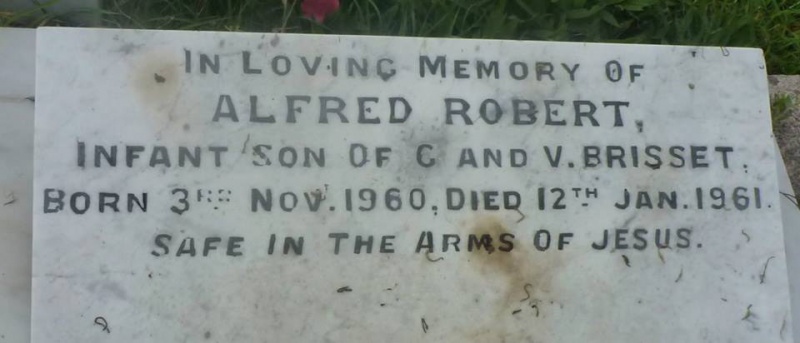 IN LOVING MEMORY OF
ALFRED ROBERT,
INFANT SON OF C AND V. BRISSET.
BORN 3RD NOV. 1960, DIED 12TH JAN. 1961.
SAFE IN THE ARMS OF JESUS.